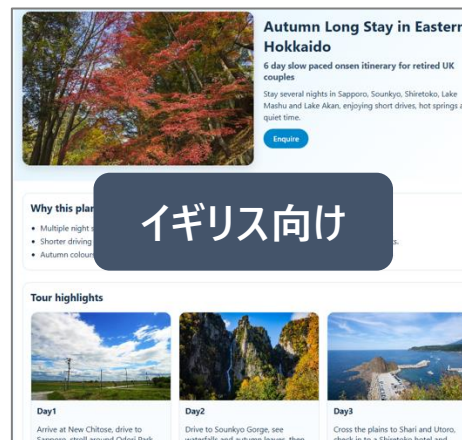 Autumn Long Stay in Eastern
Hokkaido
6 day slow paced onsen itinerary for retired UK
couples
Stay several nights in Sapporo, Sounkyo, Shiretoko, Lake
Mashu and Lake Akan, enjoying short drives, hot springs
quiet time.
Enquire
Why this plan
イギリス向け
Multiple night
Shorter driving
Autumn colour
Tour highlights
Day1
Day2
Day3
Arrive at New Chitose, drive to
Drive to Sounkyo Gorge, see
Cross the plains to Shari and Utoro,
Sapporo, stroll around Odori Park
waterfalls and autumn leaves, then
check in to a Shiretoko hotel and